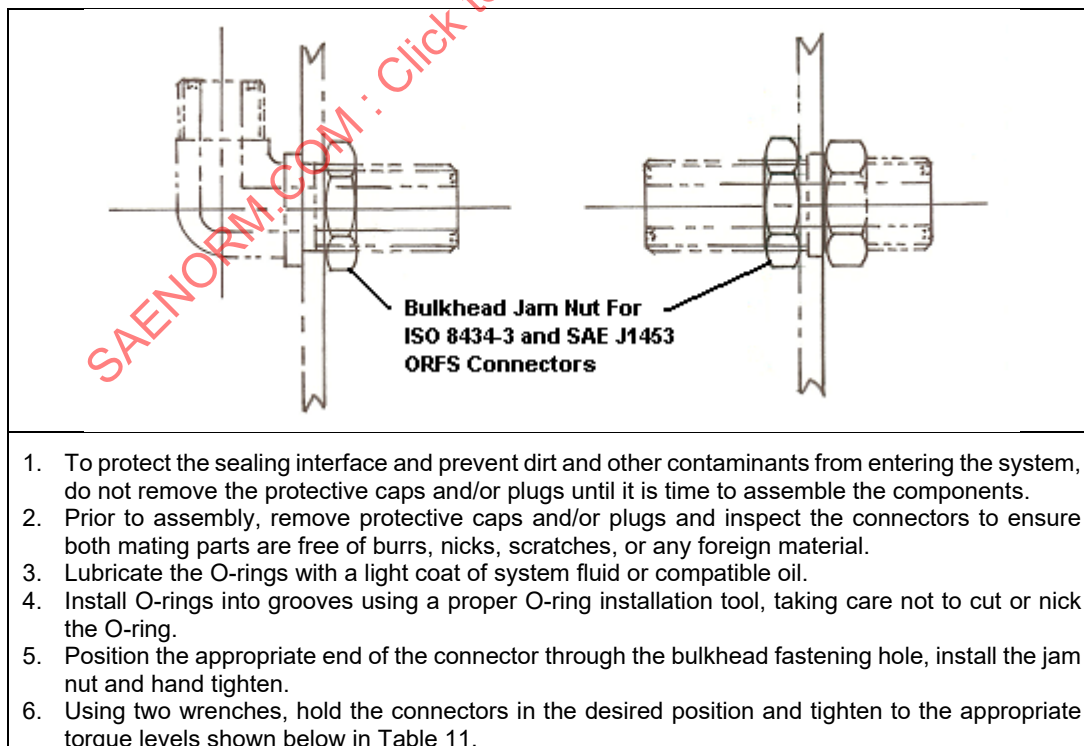 SAENORM.COM : Click to
Bulkhead Jam Nut For
ISO 8434-3 and SAE J1453
ORFS Connectors
1. To protect the sealing interface and prevent dirt and other contaminants from entering the system,
do not remove the protective caps and/or plugs until it is time to assemble the components.
2. Prior to assembly, remove protective caps and/or plugs and inspect the connectors to ensure
both mating parts are free of burrs, nicks, scratches, or any foreign material.
3. Lubricate the O-rings with a light coat of system fluid or compatible oil.
4. Install O-rings into grooves using a proper O-ring installation tool, taking care not to cut or nick
the O-ring.
5. Position the appropriate end of the connector through the bulkhead fastening hole, install the jam
nut and hand tighten.
6. Using two wrenches, hold the connectors in the desired position and tighten to the appropriate
torque levels shown below in Table 11.